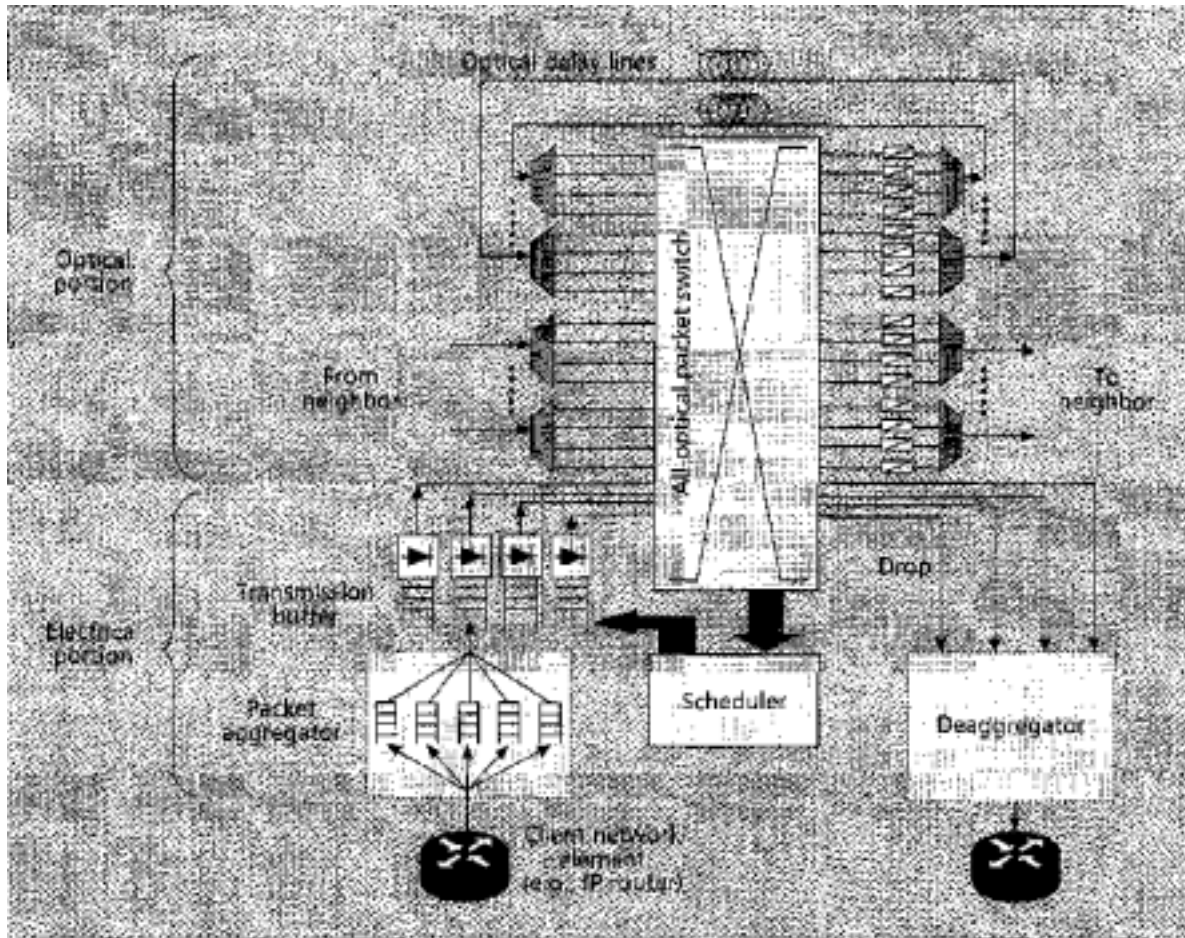 Optical delay lines
Optical
portion
All-optical packet switch
From
neighbor
To
neighbor
Drop
Transmission
buffer
Electrical
portion
Scheduler
Packet
aggregator
Deaggregator
Client network
element
(e.g., IP router)